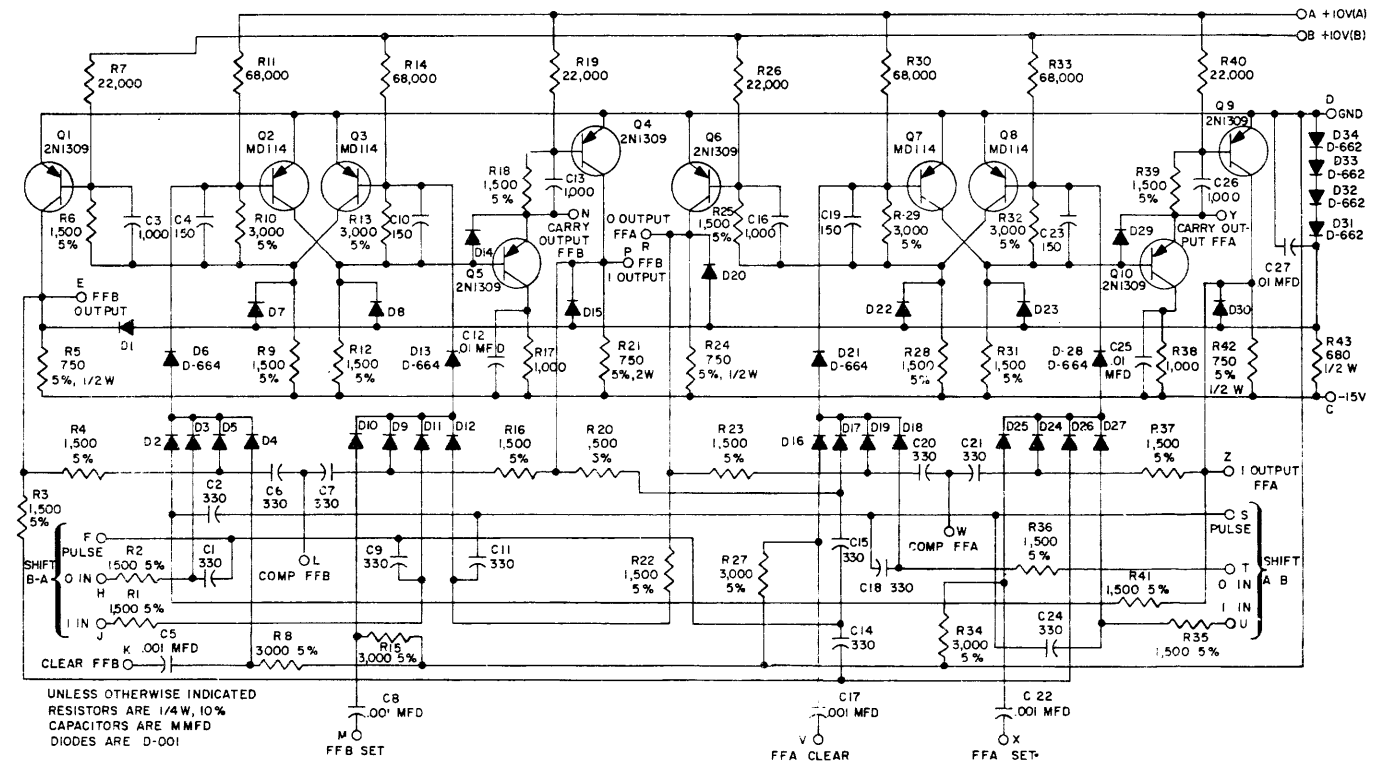 A +10V(A)
B +10V(B)
R7
22,000
R11
68,000
R14
68,000
R19
22,000
R26
22,000
R30
68,000
R33
68,000
R40
22,000
D
GND
Q1
2N1309
Q2
MD114
Q3
MD114
Q4
2N1309
Q6
2N1309
Q7
MD114
Q8
MD114
Q9
2N1309
D34
D-662
D33
D-662
D32
D-662
D31
D-662
R6
1,500
5%
C3
1,000
C4
150
R10
3,000
5%
R13
3,000
5%
C10
150
R18
1,500
5%
C13
1,000
N
CARRY
OUTPUT
FFB
D14
Q5
2N1309
O OUTPUT
FFA
R
P
FFB
1 OUTPUT
R25
1,500
5%
C16
1,000
D20
C19
150
R-29
3,000
5%
R32
3,000
5%
C23
150
R39
1,500
5%
C26
1,000
Y
CARRY OUT-
PUT FFA
D29
Q10
2N1309
C27
.01 MFD
E
FFB
OUTPUT
D1
D7
D8
C12
.01 MFD
D15
D22
D23
D30
R5
750
5%, 1/2 W
D6
D-664
R9
1,500
5%
R12
1,500
5%
D13
D-664
R17
1,000
R21
750
5%, 2W
R24
750
5%, 1/2W
D21
D-664
R28
1,500
5%
R31
1,500
5%
D-28
D-664
C25
.01
MFD
R38
1,000
R42
750
5%
1/2 W
R43
680
1/2 W
-15V
C
R4
1,500
5%
D2
D3
D5
D4
D10
D9
D11
D12
R16
1,500
5%
R20
1,500
5%
R23
1,500
5%
D16
D17
D19
D18
C20
330
C21
330
D25
D24
D26
D27
R37
1,500
5%
Z
1 OUTPUT
FFA
R3
1,500
5%
C2
330
C6
330
C7
330
S
PULSE
F
PULSE
SHIFT
B-A
R2
1500 5%
C1
330
L
COMP FFB
C9
330
C11
330
R22
1,500
5%
R27
3,000
5%
C15
330
W
COMP FFA
R36
1,500
5%
C18 330
T
O IN
SHIFT
A B
O IN
H
R1
1,500 5%
1 IN
J
R41
1,500 5%
1 IN
U
C5
.001 MFD
K
CLEAR FFB
R8
3000 5%
R15
3,000 5%
C14
330
R34
3,000
5%
C24
330
R35
1,500 5%
UNLESS OTHERWISE INDICATED
RESISTORS ARE 1/4 W, 10%
CAPACITORS ARE MMFD
DIODES ARE D-001
C8
.001 MFD
M
FFB SET
C17
.001 MFD
V
FFA CLEAR
C 22
.001 MFD
X
FFA SET